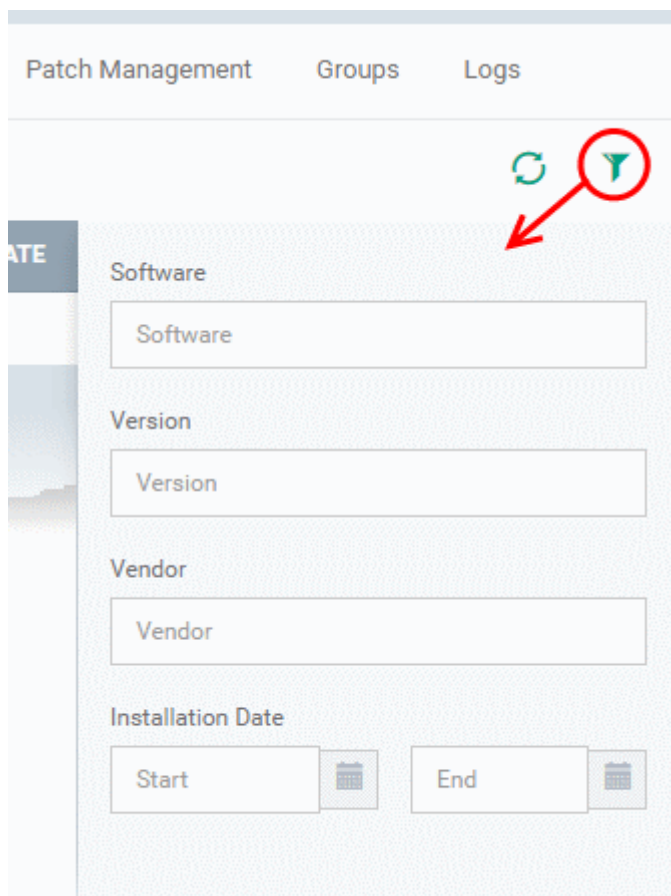 Patch Management Groups Logs
ATE
Software
Software
Version
Version
Vendor
Vendor
Installation Date
Start End